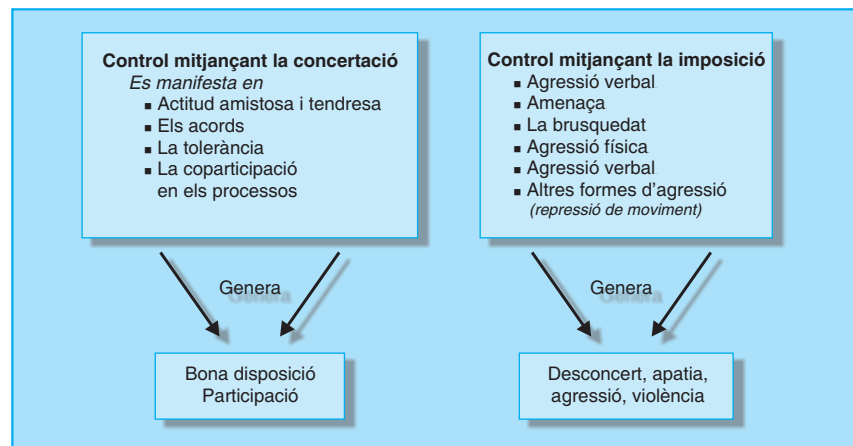 Control mitjançant la concertació
Es manifesta en
▪ Actitud amistosa i tendresa
▪ Els acords
▪ La tolerància
▪ La coparticipació
en els processos
Genera
Bona disposició
Participació
Control mitjançant la imposició
▪ Agressió verbal
▪ Amenaça
▪ La brusquedat
▪ Agressió física
▪ Agressió verbal
▪ Altres formes d'agressió
(repressió de moviment)
Genera
Desconcert, apatia,
agressió, violència